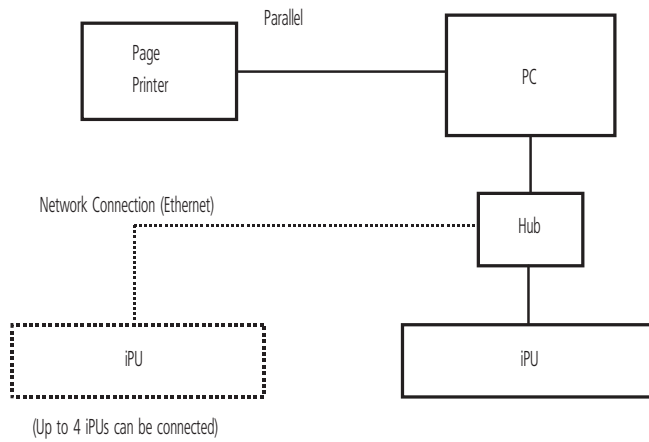 Parallel
Page
Printer
PC
Network Connection (Ethernet)
Hub
iPU
iPU
(Up to 4 iPUs can be connected)